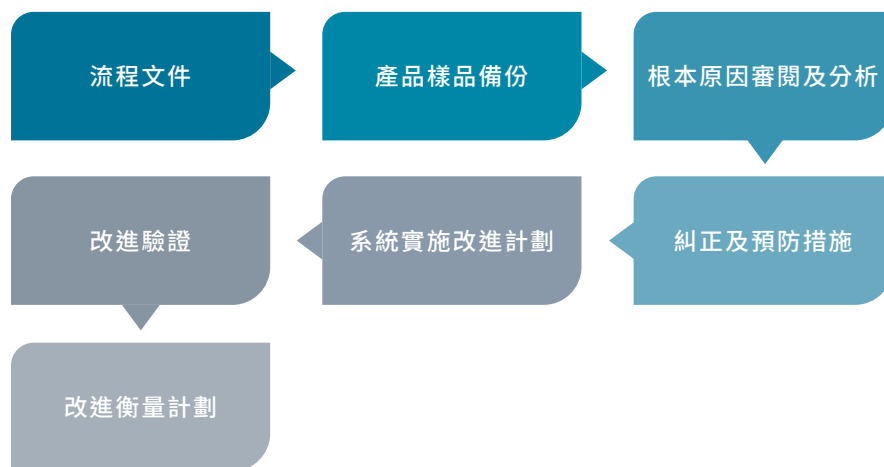 流程文件
產品樣品備份
根本原因審閱及分析
糾正及預防措施
系統實施改進計劃
改進驗證
改進衡量計劃